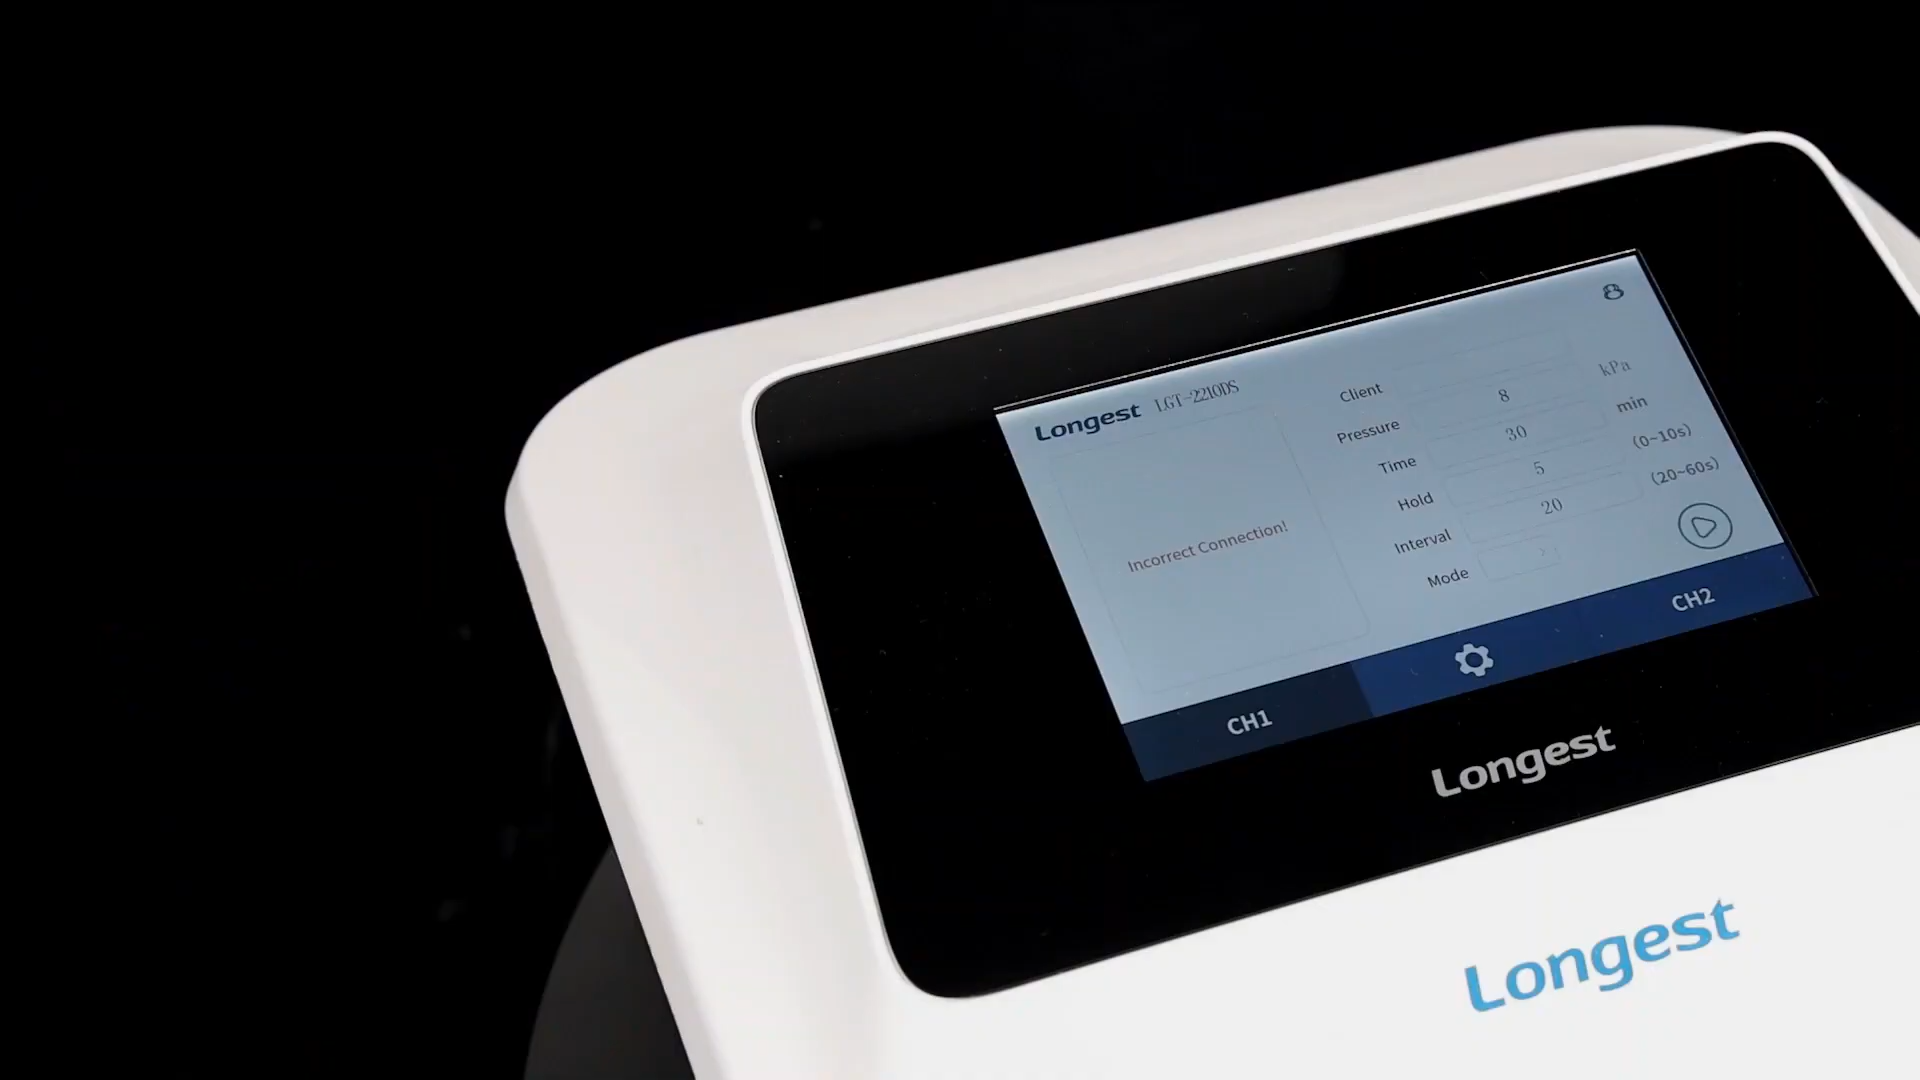 Longest LGT-2210DS
Client
Pressure 8 kPa
Time 30 min
Hold 5 (0~10s)
Interval 20 (20~60s)
Mode
Incorrect Connection!
CH1
CH2
Longest
Longest